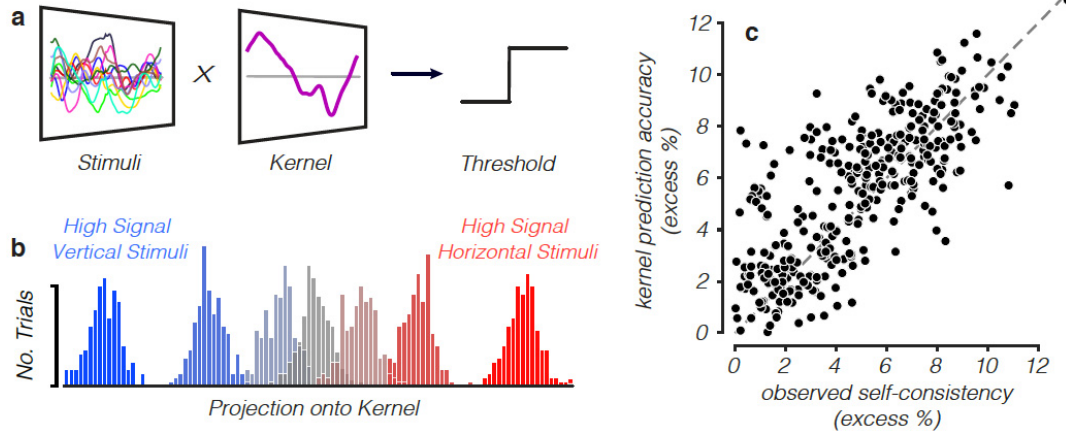 a
X
Stimuli
Kernel
Threshold
b
High Signal
Vertical Stimuli
High Signal
Horizontal Stimuli
No. Trials
Projection onto Kernel
c
kernel prediction accuracy
(excess %)
12
10
8
6
4
2
0
0 2 4 6 8 10 12
observed self-consistency
(excess %)